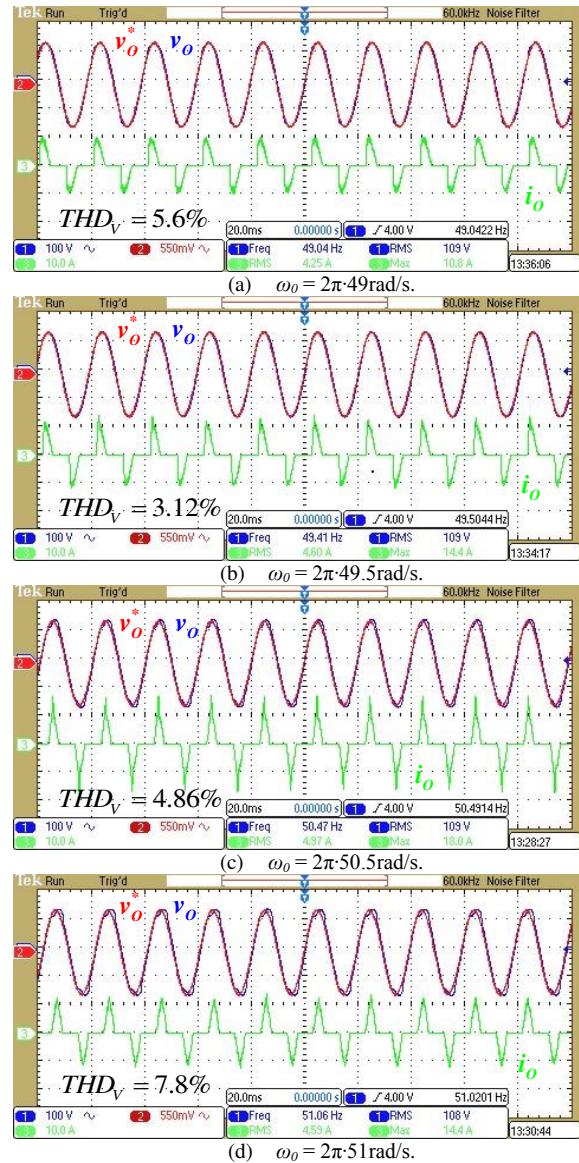 Tek Run Trig'd 60.0kHz Noise Filter
v_O^* v_O
2
3
i_O
THD_V = 5.6%
20.0ms 0.00000 s 1 ƒ 4.00 V 49.0422 Hz
1 100 V ∿ 2 550mV ∿ 1 Freq 49.04 Hz 1 RMS 109 V
3 10.0 A 3 RMS 4.25 A 3 Max 10.8 A 13:36:06
(a) ω0 = 2π·49rad/s.
Tek Run Trig'd 60.0kHz Noise Filter
v_O^* v_O
2
3
i_O
THD_V = 3.12%
20.0ms 0.00000 s 1 ƒ 4.00 V 49.5044 Hz
1 100 V ∿ 2 550mV ∿ 1 Freq 49.41 Hz 1 RMS 109 V
3 10.0 A 3 RMS 4.60 A 3 Max 14.4 A 13:34:17
(b) ω0 = 2π·49.5rad/s.
Tek Run Trig'd 60.0kHz Noise Filter
v_O^* v_O
2
3
i_O
THD_V = 4.86%
20.0ms 0.00000 s 1 ƒ 4.00 V 50.4914 Hz
1 100 V ∿ 2 550mV ∿ 1 Freq 50.47 Hz 1 RMS 109 V
3 10.0 A 3 RMS 4.97 A 3 Max 18.0 A 13:28:27
(c) ω0 = 2π·50.5rad/s.
Tek Run Trig'd 60.0kHz Noise Filter
v_O^* v_O
2
3
i_O
THD_V = 7.8%
20.0ms 0.00000 s 1 ƒ 4.00 V 51.0201 Hz
1 100 V ∿ 2 550mV ∿ 1 Freq 51.06 Hz 1 RMS 108 V
3 10.0 A 3 RMS 4.59 A 3 Max 14.4 A 13:30:44
(d) ω0 = 2π·51rad/s.